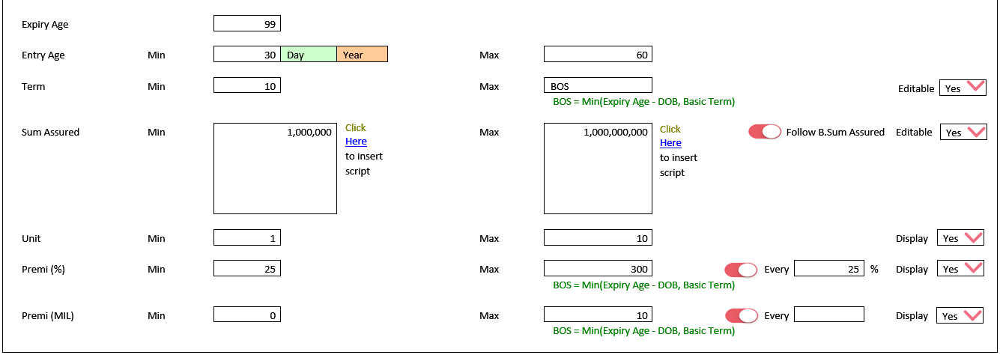 Expiry Age 99
Entry Age Min 30 Day Year Max 60
Term Min 10 Max BOS Editable Yes
BOS = Min(Expiry Age - DOB, Basic Term)
Sum Assured Min 1,000,000 Click Here to insert script Max 1,000,000,000 Click Here to insert script Follow B.Sum Assured Editable Yes
Unit Min 1 Max 10 Display Yes
Premi (%) Min 25 Max 300 Every 25 % Display Yes
BOS = Min(Expiry Age - DOB, Basic Term)
Premi (MIL) Min 0 Max 10 Every Display Yes
BOS = Min(Expiry Age - DOB, Basic Term)